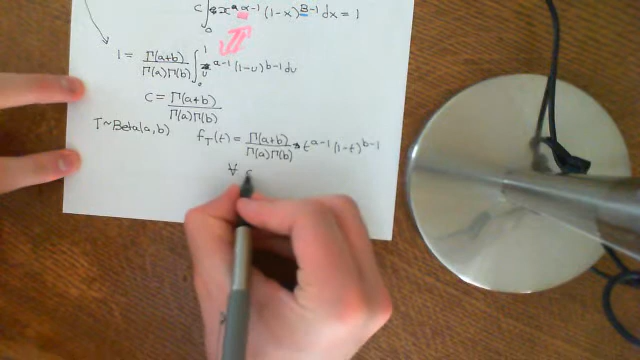 c∫₀ x^{α-1} (1-x)^{β-1} dx = 1
1 = Γ(a+b)/Γ(a)Γ(b) ∫₀¹ u^{a-1} (1-u)^{b-1} du
c = Γ(a+b)/Γ(a)Γ(b)
T~Beta(a,b) f_T(t) = Γ(a+b)/Γ(a)Γ(b) t^{a-1} (1-t)^{b-1}
∀